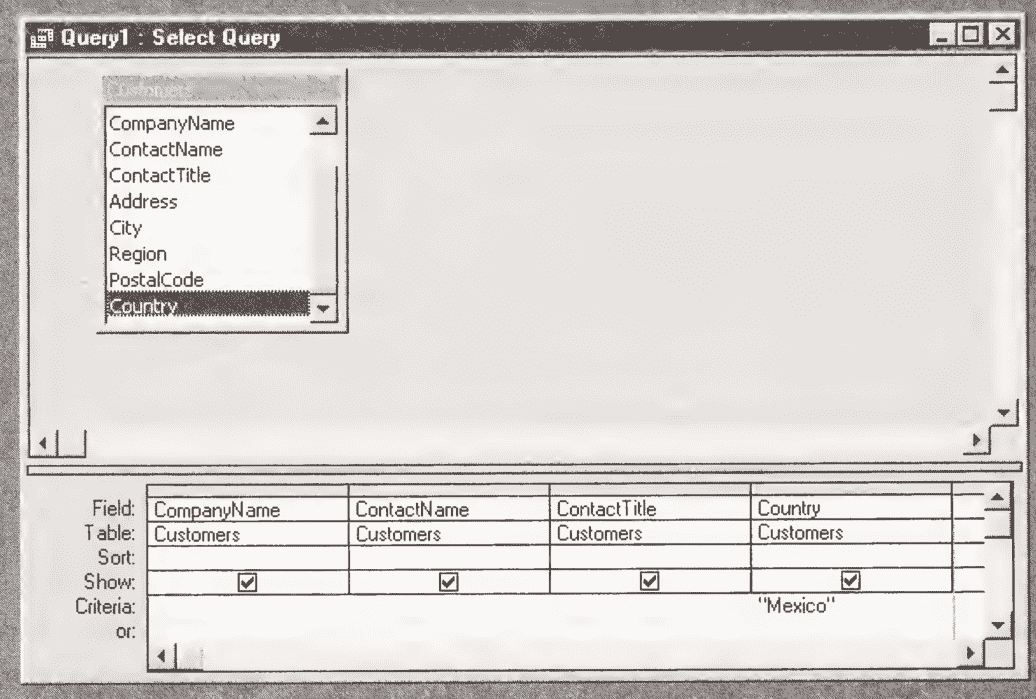 Query1 : Select Query
Customers
CompanyName
ContactName
ContactTitle
Address
City
Region
PostalCode
Country
Field: CompanyName ContactName ContactTitle Country
Table: Customers Customers Customers Customers
Sort:
Show:
Criteria: "Mexico"
or: